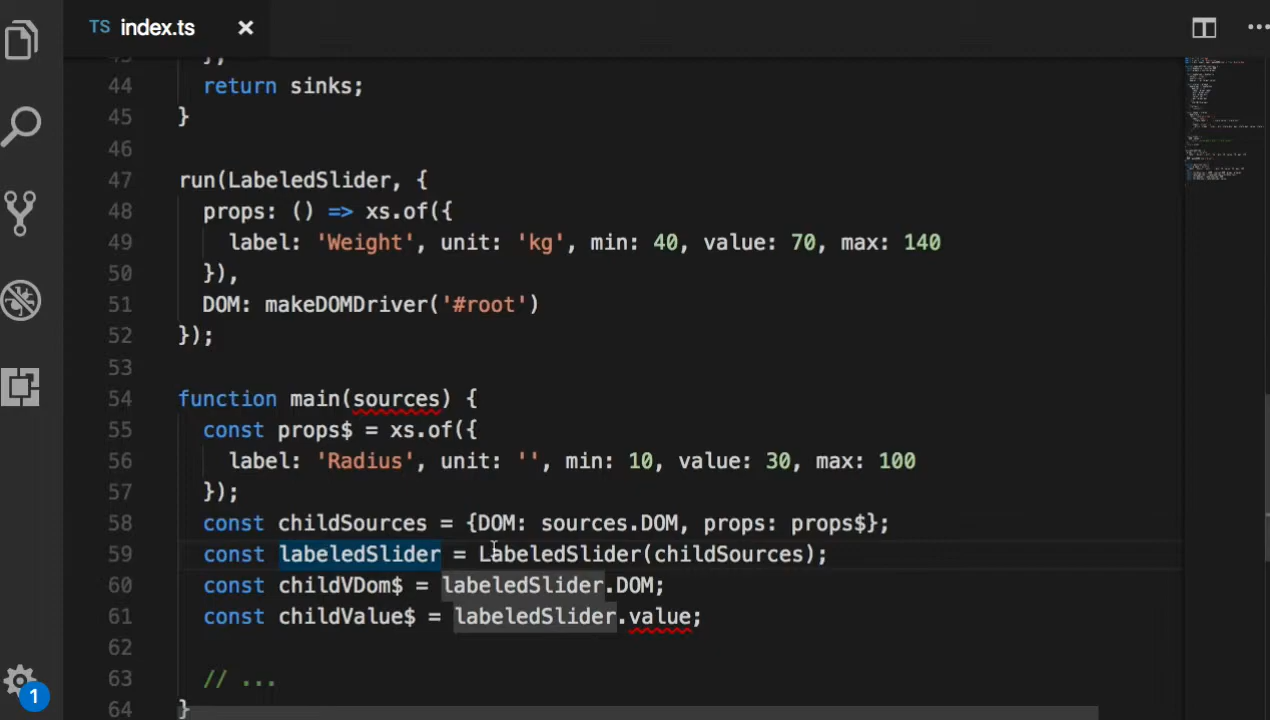 TS index.ts
43 },
44 return sinks;
45 }
46
47 run(LabeledSlider, {
48 props: () => xs.of({
49 label: 'Weight', unit: 'kg', min: 40, value: 70, max: 140
50 }),
51 DOM: makeDOMDriver('#root')
52 });
53
54 function main(sources) {
55 const props$ = xs.of({
56 label: 'Radius', unit: '', min: 10, value: 30, max: 100
57 });
58 const childSources = {DOM: sources.DOM, props: props$};
59 const labeledSlider = LabeledSlider(childSources);
60 const childVDom$ = labeledSlider.DOM;
61 const childValue$ = labeledSlider.value;
62
63 // ...
64 }
1